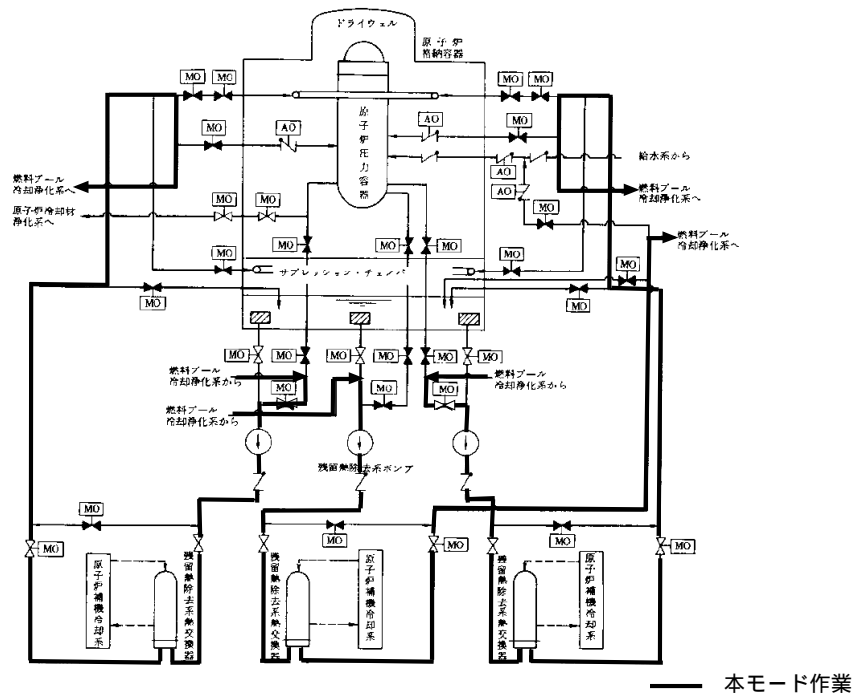 ドライウェル
原子炉
格納容器
MO
MO
MO
MO
MO
AO
AO
MO
原子炉圧力容器
給水系から
AO
AO
燃料プール
冷却浄化系へ
燃料プール
冷却浄化系へ
MO
MO
MO
原子炉冷却材
浄化系へ
燃料プール
冷却浄化系へ
MO
MO
MO
MO
MO
サプレッション・チェンバ
MO
MO
MO
MO
MO
MO
MO
MO
MO
燃料プール
冷却浄化系から
燃料プール
冷却浄化系から
MO
MO
MO
燃料プール
冷却浄化系から
残留熱除去系ポンプ
MO
MO
MO
MO
MO
MO
原子炉補機冷却系
残留熱除去系熱交換器
残留熱除去系熱交換器
原子炉補機冷却系
残留熱除去系熱交換器
原子炉補機冷却系
本モード作業